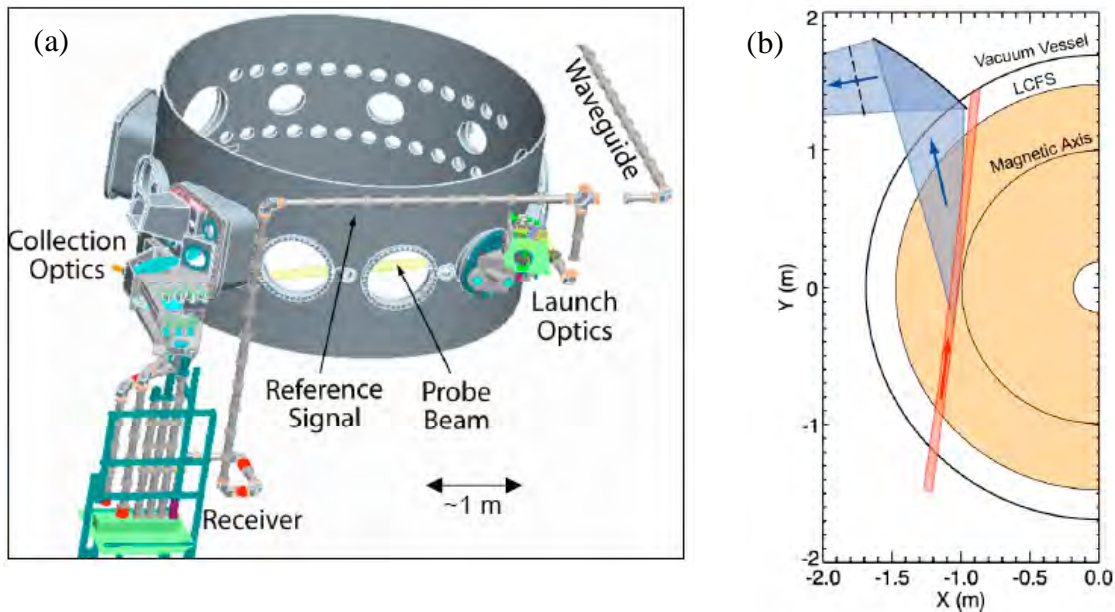 (a)
Waveguide
Collection
Optics
Launch
Optics
Reference
Signal
Probe
Beam
~1 m
Receiver
(b)
2
1
0
-1
-2
Y (m)
Vacuum Vessel
LCFS
Magnetic Axis
-2.0 -1.5 -1.0 -0.5 0.0
X (m)